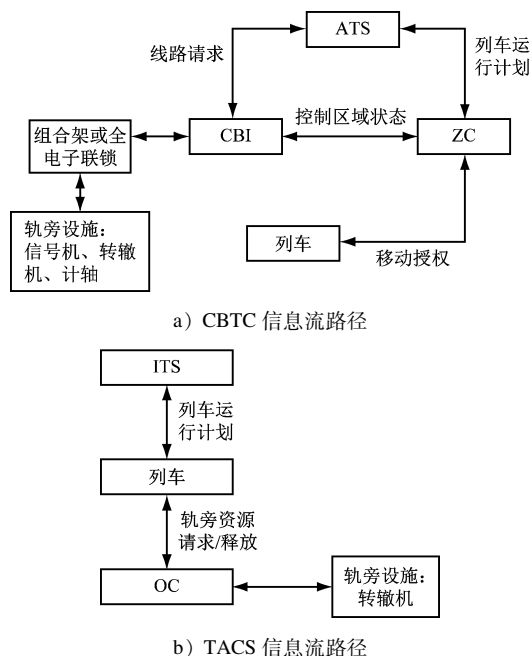 ATS
线路请求
列车运
行计划
组合架或全
电子联锁
CBI
控制区域状态
ZC
轨旁设施：
信号机、转辙
机、计轴
列车
移动授权
a）CBTC 信息流路径
ITS
列车运
行计划
列车
轨旁资源
请求/释放
OC
轨旁设施：
转辙机
b）TACS 信息流路径